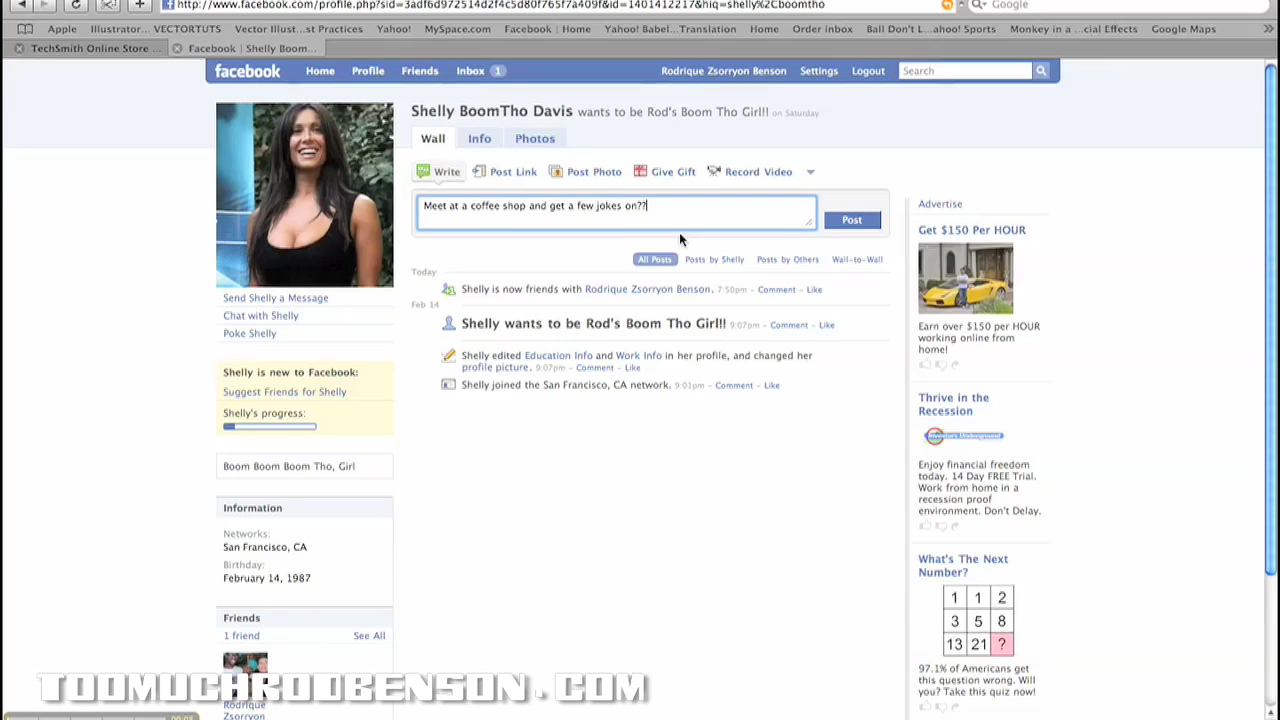 http://www.facebook.com/profile.php?sid=3adf6d972514d2f4c5d80f765f7a409f&id=1401412217&hiq=shelly%2Cboomtho
Google
Apple Illustrator...VECTORTUTS Vector Illust...st Practices Yahoo! MySpace.com Facebook | Home Yahoo! Babel...Translation Home Order inbox Ball Don't L...ahoo! Sports Monkey in a ...cial Effects Google Maps
TechSmith Online Store ... Facebook | Shelly Boom...
facebook Home Profile Friends Inbox 1 Rodrique Zsorryon Benson Settings Logout Search
Shelly BoomTho Davis wants to be Rod's Boom Tho Girl!! on Saturday
Wall Info Photos
Write Post Link Post Photo Give Gift Record Video
Meet at a coffee shop and get a few jokes on??
Post
All Posts Posts by Shelly Posts by Others Wall-to-Wall
Today
Shelly is now friends with Rodrique Zsorryon Benson. 7:50pm - Comment - Like
Feb 14
Shelly wants to be Rod's Boom Tho Girl!! 9:07pm - Comment - Like
Shelly edited Education Info and Work Info in her profile, and changed her
profile picture. 9:07pm - Comment - Like
Shelly joined the San Francisco, CA network. 9:01pm - Comment - Like
Send Shelly a Message
Chat with Shelly
Poke Shelly
Shelly is new to Facebook:
Suggest Friends for Shelly
Shelly's progress:
Boom Boom Boom Tho, Girl
Information
Networks:
San Francisco, CA
Birthday:
February 14, 1987
Friends
1 friend See All
Rodrique
Zsorryon
Advertise
Get $150 Per HOUR
Earn over $150 per HOUR
working online from
home!
Thrive in the
Recession
Investors Underground
Enjoy financial freedom
today. 14 Day FREE Trial.
Work from home in a
recession proof
environment. Don't Delay.
What's The Next
Number?
1 1 2
3 5 8
13 21 ?
97.1% of Americans get
this question wrong. Will
you? Take this quiz now!
TOOMUCHRODBENSON.COM